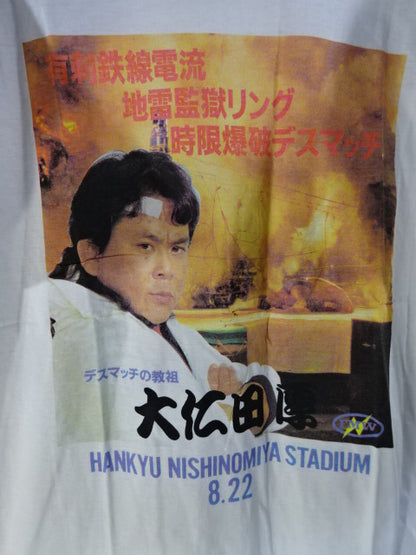 有刺鉄線電流
地雷監獄リング
時限爆破デスマッチ
デスマッチの教祖
大仁田厚
FMW
HANKYU NISHINOMIYA STADIUM
8.22